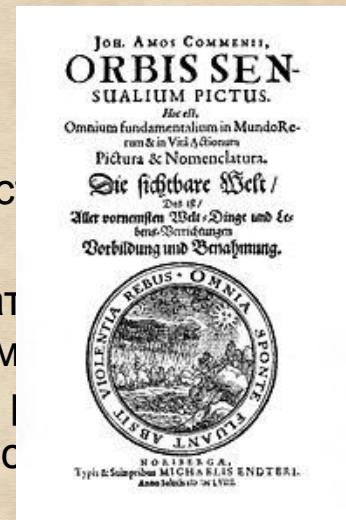 JOH. AMOS COMMENII,
ORBIS SEN-
SUALIUM PICTUS.
Hoc est,
Omnium fundamentalium in Mundo Re-
rum & in Vitâ Actionum
Pictura & Nomenclatura.
Die sichtbare Welt /
Das ist /
Aller vornemsten Welt-Dinge und Le-
bens-Verrichtungen
Vorbildung und Benahmung.
OMNIA SPONTE FLUANT ABSIT VIOLENTIA REBUS
NORIBERGÆ,
Typis & Sumptibus MICHAELIS ENDTERI.